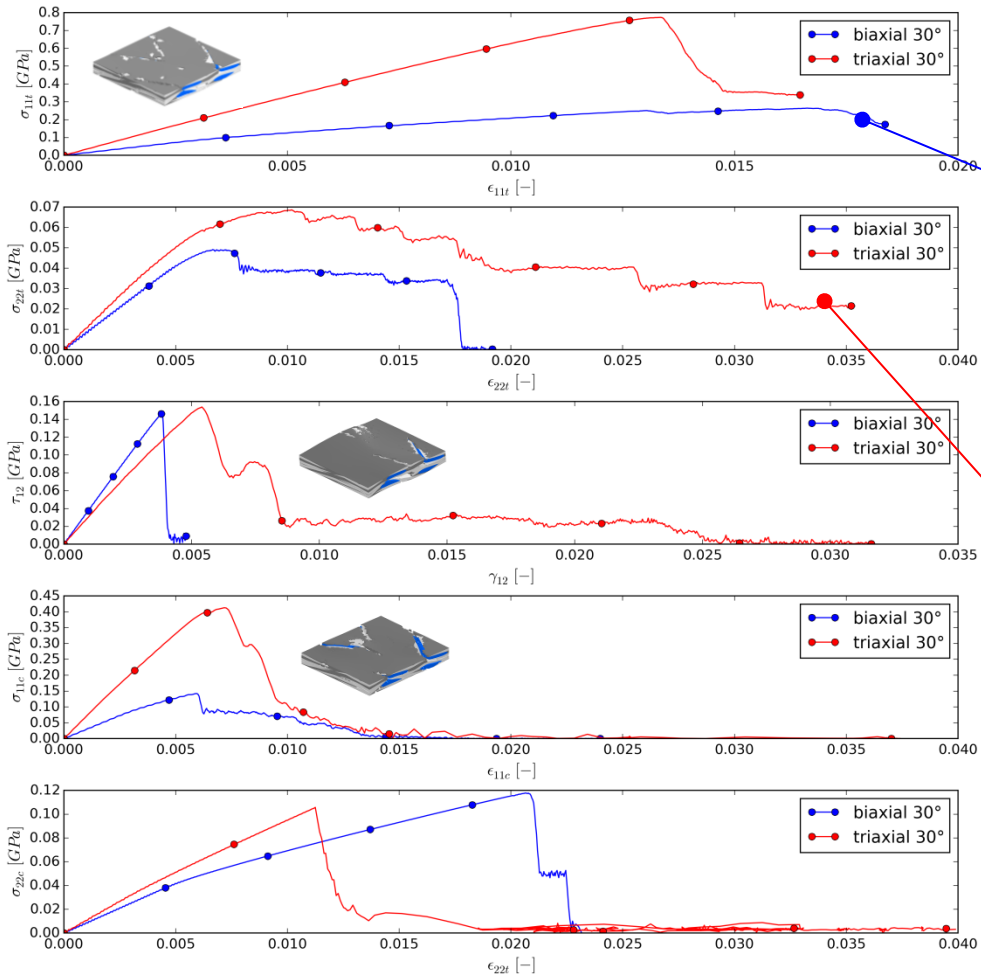 0.8
0.7
0.6
0.5
0.4
0.3
0.2
0.1
0.0
σ11t [GPa]
biaxial 30°
triaxial 30°
0.000 0.005 0.010 0.015 0.020
ϵ11t [−]
0.07
0.06
0.05
0.04
0.03
0.02
0.01
0.00
σ22t [GPa]
biaxial 30°
triaxial 30°
0.000 0.005 0.010 0.015 0.020 0.025 0.030 0.035 0.040
ϵ22t [−]
0.16
0.14
0.12
0.10
0.08
0.06
0.04
0.02
0.00
τ12 [GPa]
biaxial 30°
triaxial 30°
0.000 0.005 0.010 0.015 0.020 0.025 0.030 0.035
γ12 [−]
0.45
0.40
0.35
0.30
0.25
0.20
0.15
0.10
0.05
0.00
σ11c [GPa]
biaxial 30°
triaxial 30°
0.000 0.005 0.010 0.015 0.020 0.025 0.030 0.035 0.040
ϵ11c [−]
0.12
0.10
0.08
0.06
0.04
0.02
0.00
σ22c [GPa]
biaxial 30°
triaxial 30°
0.000 0.005 0.010 0.015 0.020 0.025 0.030 0.035 0.040
ϵ22t [−]